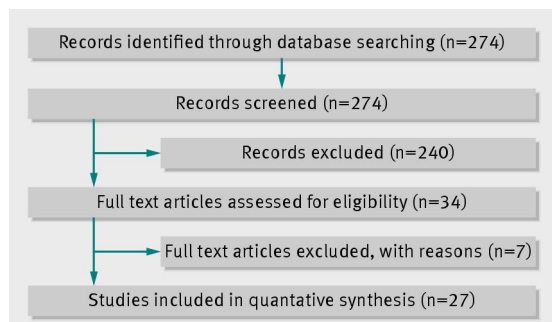 Records identified through database searching (n=274)
Records screened (n=274)
Records excluded (n=240)
Full text articles assessed for eligibility (n=34)
Full text articles excluded, with reasons (n=7)
Studies included in quantative synthesis (n=27)